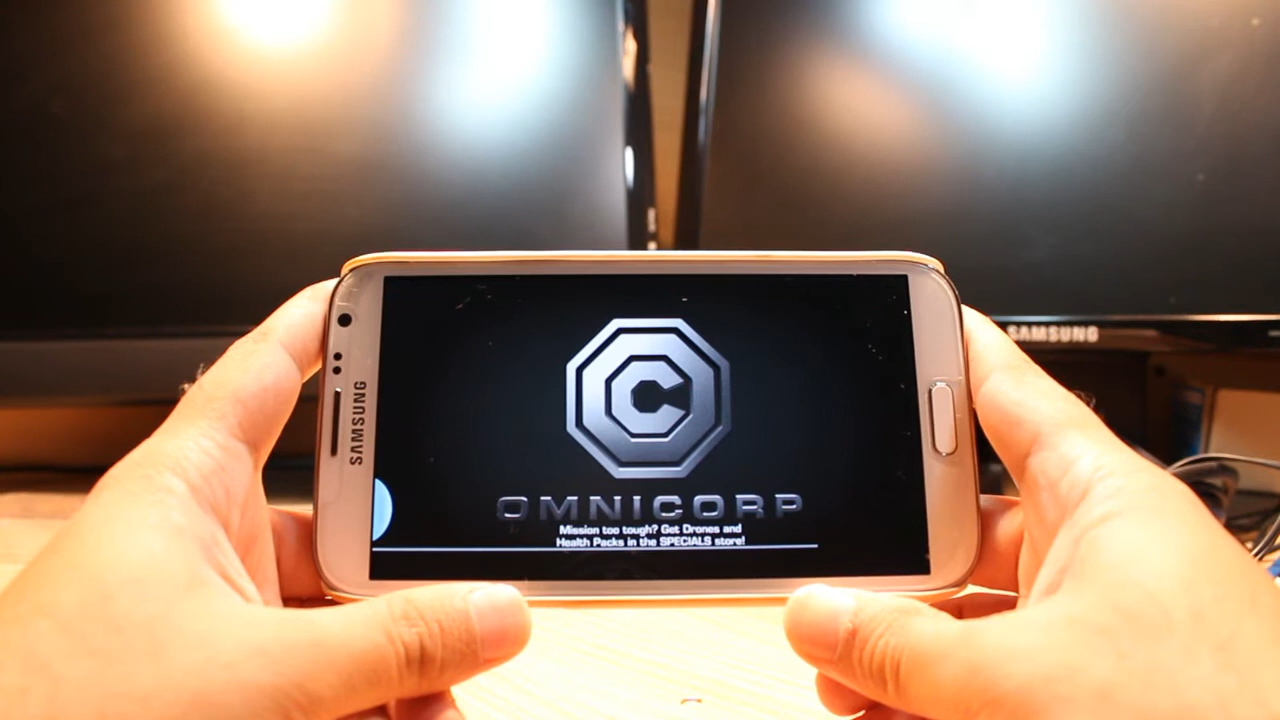 SAMSUNG
SAMSUNG
C
OMNICORP
Mission too tough? Get Drones and
Health Packs in the SPECIALS store!